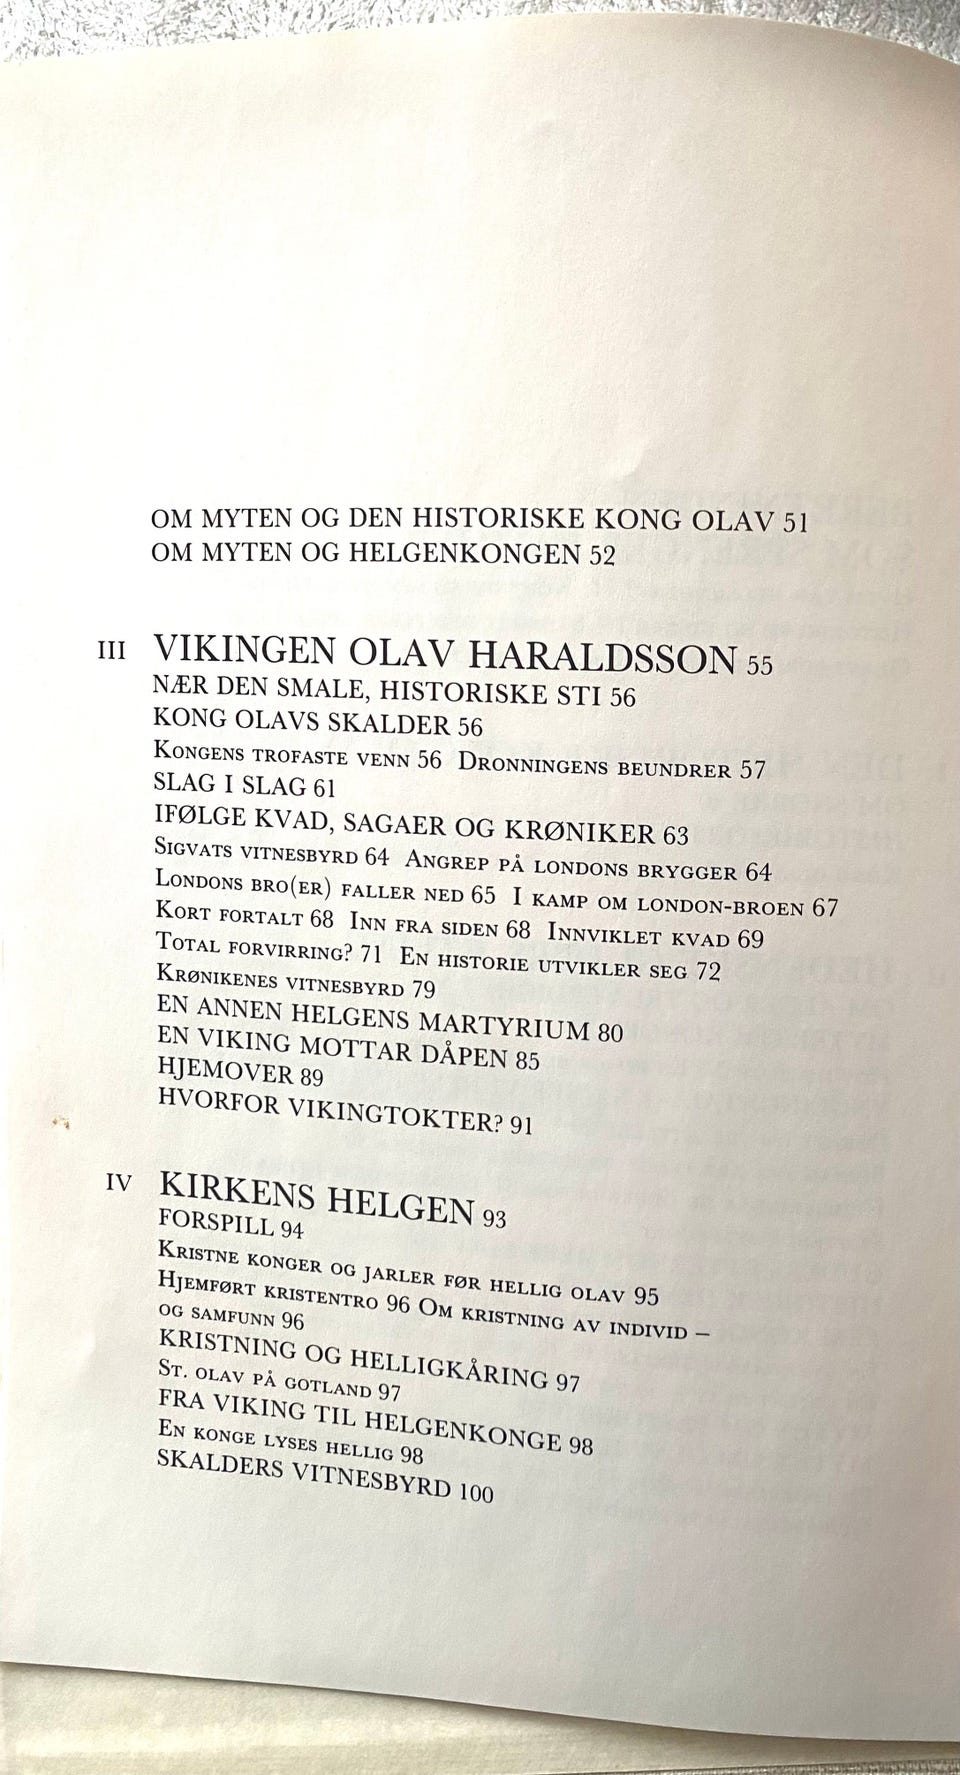 OM MYTEN OG DEN HISTORISKE KONG OLAV 51
OM MYTEN OG HELGENKONGEN 52
III VIKINGEN OLAV HARALDSSON 55
NÆR DEN SMALE, HISTORISKE STI 56
KONG OLAVS SKALDER 56
KONGENS TROFASTE VENN 56 DRONNINGENS BEUNDRER 57
SLAG I SLAG 61
IFØLGE KVAD, SAGAER OG KRØNIKER 63
SIGVATS VITNESBYRD 64 ANGREP PÅ LONDONS BRYGGER 64
LONDONS BRO(ER) FALLER NED 65 I KAMP OM LONDON-BROEN 67
KORT FORTALT 68 INN FRA SIDEN 68 INNVIKLET KVAD 69
TOTAL FORVIRRING? 71 EN HISTORIE UTVIKLER SEG 72
KRØNIKENES VITNESBYRD 79
EN ANNEN HELGENS MARTYRIUM 80
EN VIKING MOTTAR DÅPEN 85
HJEMOVER 89
HVORFOR VIKINGTOKTER? 91
IV KIRKENS HELGEN 93
FORSPILL 94
KRISTNE KONGER OG JARLER FØR HELLIG OLAV 95
HJEMFØRT KRISTENTRO 96 OM KRISTNING AV INDIVID –
OG SAMFUNN 96
KRISTNING OG HELLIGKÅRING 97
ST. OLAV PÅ GOTLAND 97
FRA VIKING TIL HELGENKONGE 98
EN KONGE LYSES HELLIG 98
SKALDERS VITNESBYRD 100